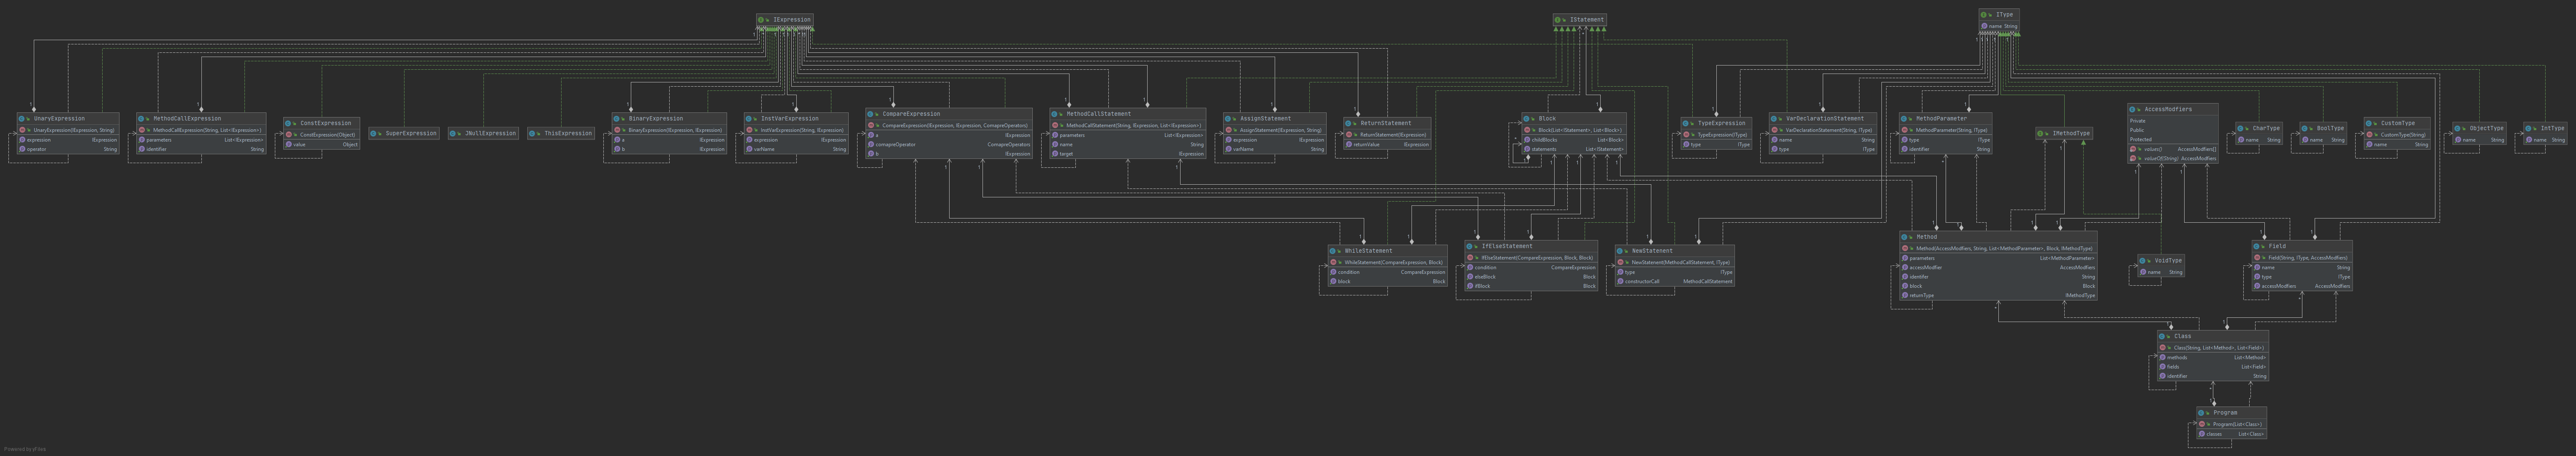 IExpression
IStatement
IType
name String
UnaryExpression
UnaryExpression(IExpression, String)
expression IExpression
operator String
MethodCallExpression
MethodCallExpression(String, List<IExpression>)
parameters List<IExpression>
identifier String
ConstExpression
ConstExpression(Object)
value Object
SuperExpression
JNullExpression
ThisExpression
BinaryExpression
BinaryExpression(IExpression, IExpression)
a IExpression
b IExpression
InstVarExpression
InstVarExpression(String, IExpression)
expression IExpression
varName String
CompareExpression
CompareExpression(IExpression, IExpression, ComapreOperators)
a IExpression
comapreOperator ComapreOperators
b IExpression
MethodCallStatement
MethodCallStatement(String, IExpression, List<IExpression>)
parameters List<IExpression>
name String
target IExpression
AssignStatement
AssignStatement(IExpression, String)
expression IExpression
varName String
ReturnStatement
ReturnStatement(IExpression)
returnValue IExpression
Block
Block(List<IStatement>, List<Block>)
childBlocks List<Block>
statements List<IStatement>
TypeExpression
TypeExpression(IType)
type IType
VarDeclarationStatement
VarDeclarationStatement(String, IType)
name String
type IType
MethodParameter
MethodParameter(String, IType)
type IType
identifier String
IMethodType
AccessModifiers
Private
Public
Protected
values() AccessModifiers[]
valueOf(String) AccessModifiers
CharType
name String
BoolType
name String
CustomType
CustomType(String)
name String
ObjectType
name String
IntType
name String
WhileStatement
WhileStatement(CompareExpression, Block)
condition CompareExpression
block Block
IfElseStatement
IfElseStatement(CompareExpression, Block, Block)
condition CompareExpression
elseBlock Block
ifBlock Block
NewStatement
NewStatement(MethodCallStatement, IType)
type IType
constructorCall MethodCallStatement
Method
Method(AccessModifiers, String, List<MethodParameter>, Block, IMethodType)
parameters List<MethodParameter>
accessModifier AccessModifiers
identifer String
block Block
returnType IMethodType
VoidType
name String
Field
Field(String, IType, AccessModifiers)
name String
type IType
accessModifiers AccessModifiers
Class
Class(String, List<Method>, List<Field>)
methods List<Method>
fields List<Field>
identifier String
Program
Program(List<Class>)
classes List<Class>
Powered by yFiles